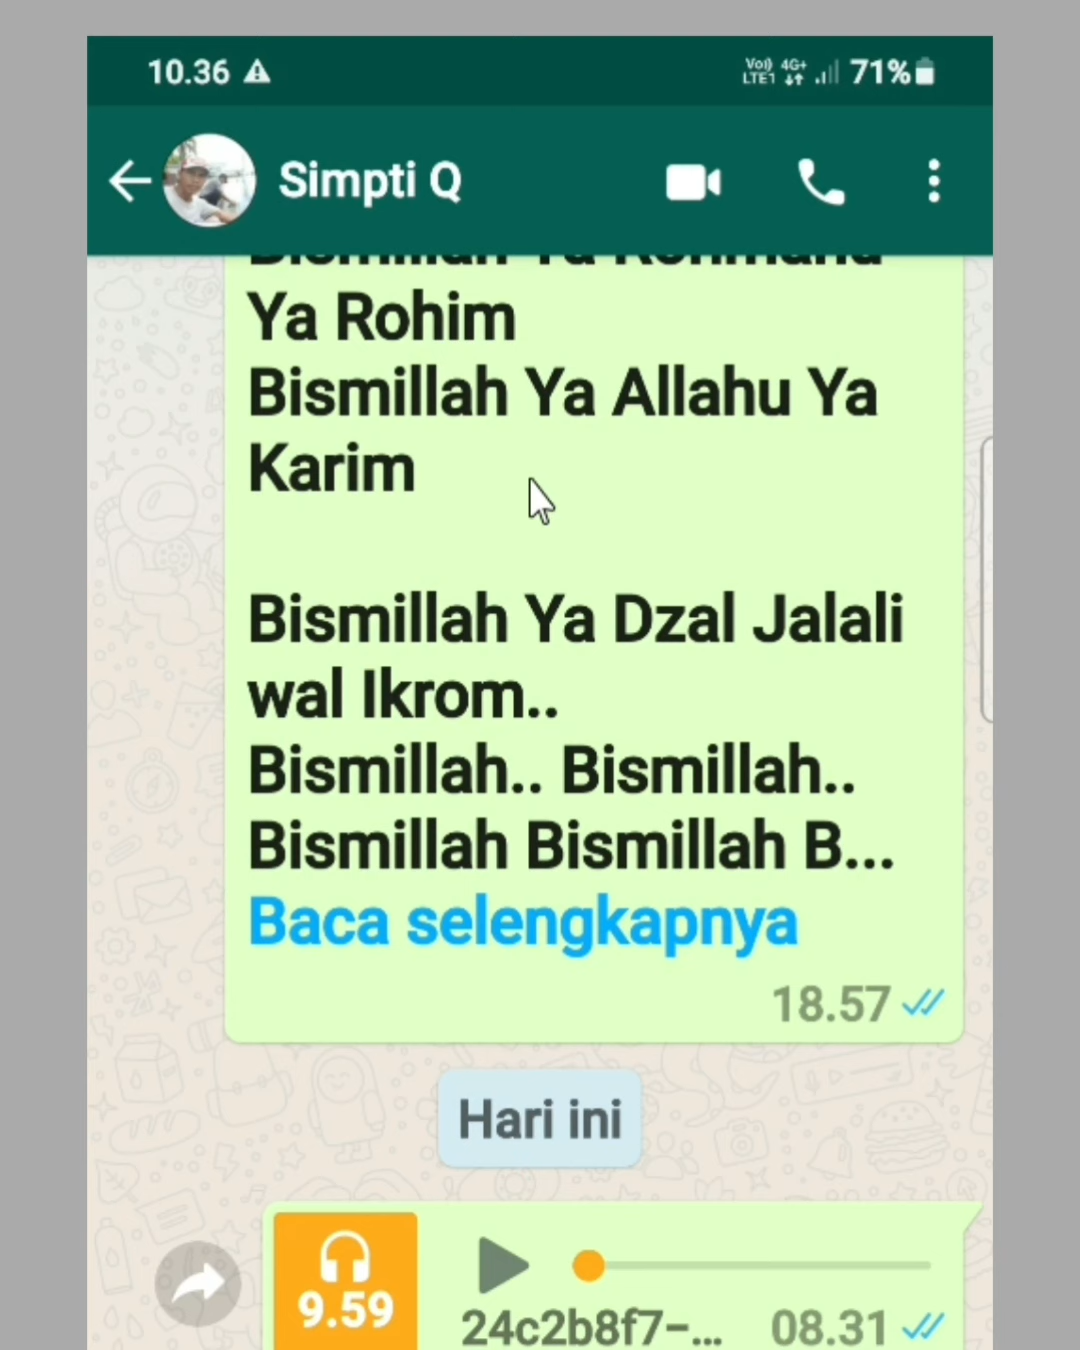 10.36
Vo)) 4G+ 71%
LTE1
Simpti Q
Ya Rohim
Bismillah Ya Allahu Ya
Karim
Bismillah Ya Dzal Jalali
wal Ikrom..
Bismillah.. Bismillah..
Bismillah Bismillah B...
Baca selengkapnya
18.57
Hari ini
9.59
24c2b8f7-...
08.31